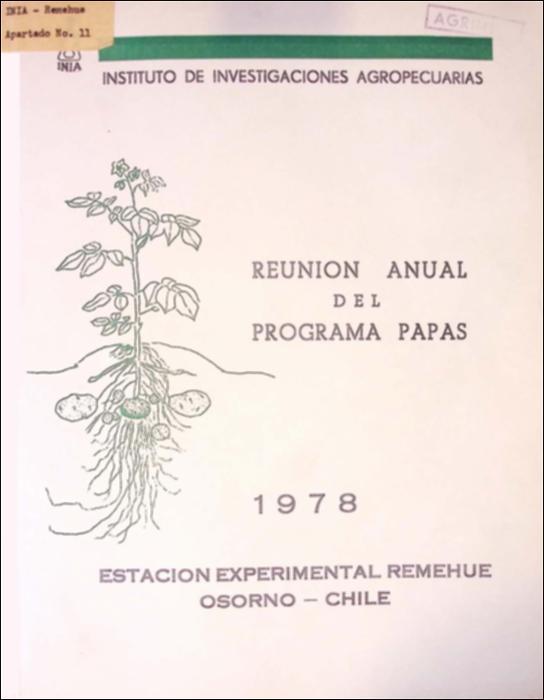 INIA - Remehue
Apartado No. 11
INIA
INSTITUTO DE INVESTIGACIONES AGROPECUARIAS
REUNION ANUAL
DEL
PROGRAMA PAPAS
1978
ESTACION EXPERIMENTAL REMEHUE
OSORNO – CHILE